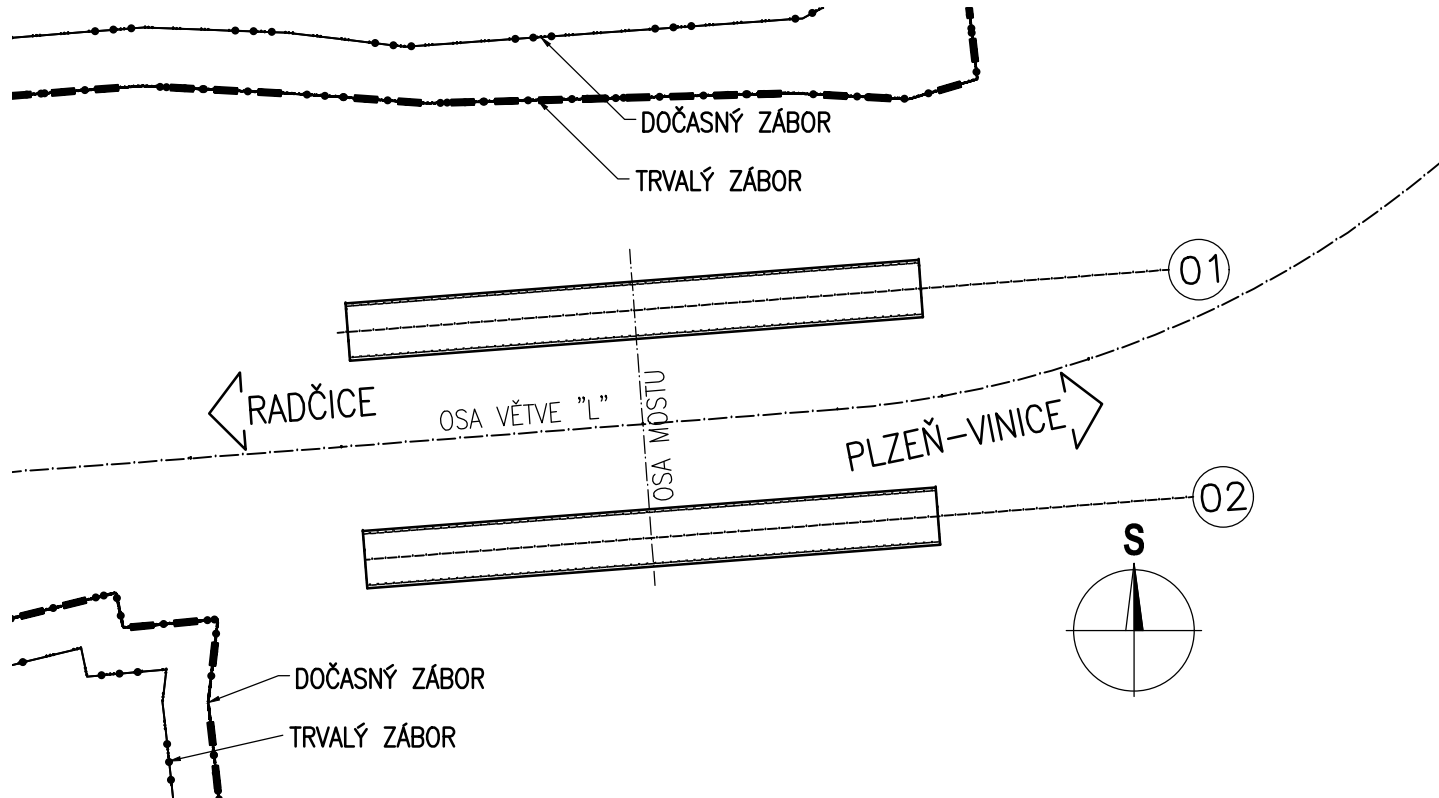 DOČASNÝ ZÁBOR
TRVALÝ ZÁBOR
01
RADČICE
OSA VĚTVE "L"
OSA MOSTU
PLZEŇ-VINICE
02
S
DOČASNÝ ZÁBOR
TRVALÝ ZÁBOR